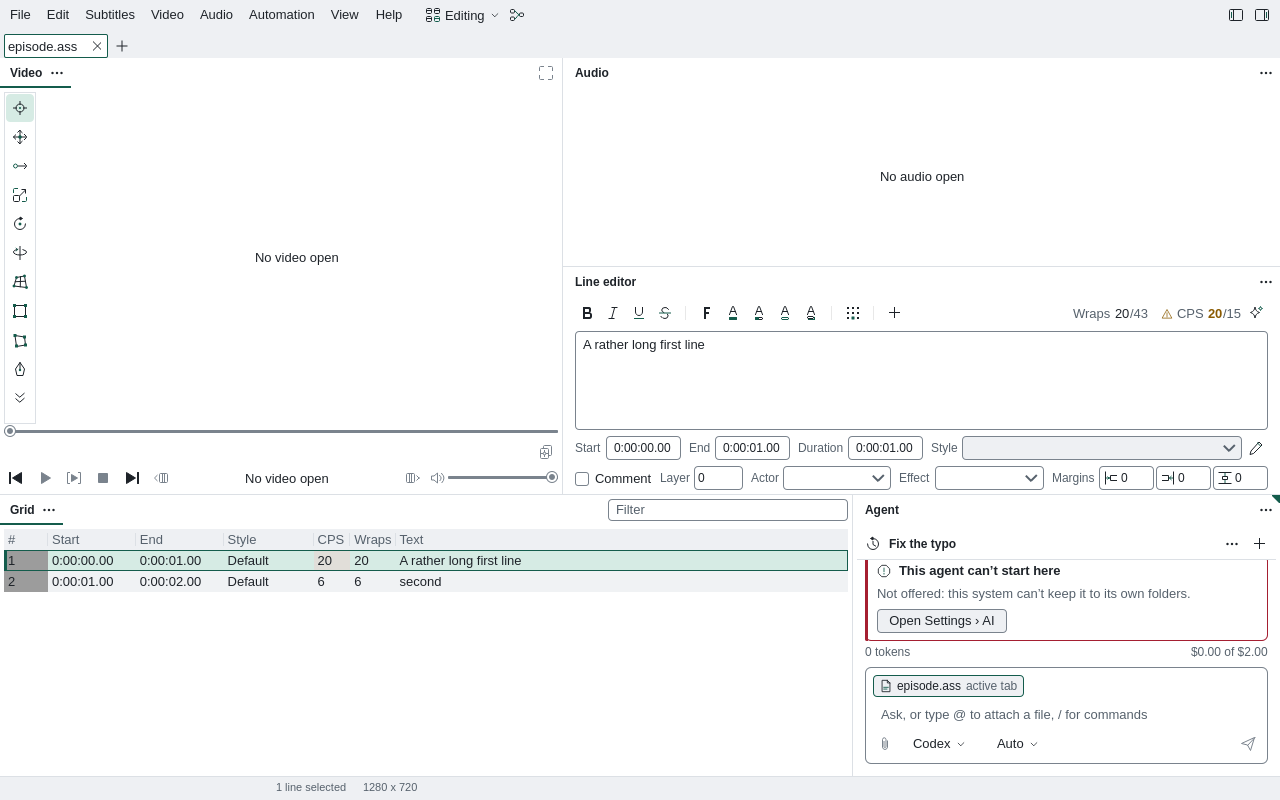 File Edit Subtitles Video Audio Automation View Help Editing
episode.ass
Video
No video open
No video open
Audio
No audio open
Line editor
B I U S F A A A A Wraps 20/43 CPS 20/15
A rather long first line
Start 0:00:00.00 End 0:00:01.00 Duration 0:00:01.00 Style
Comment Layer 0 Actor Effect Margins 0 0 0
Grid Filter
# Start End Style CPS Wraps Text
1 0:00:00.00 0:00:01.00 Default 20 20 A rather long first line
2 0:00:01.00 0:00:02.00 Default 6 6 second
Agent
Fix the typo
This agent can’t start here
Not offered: this system can’t keep it to its own folders.
Open Settings › AI
0 tokens $0.00 of $2.00
episode.ass active tab
Ask, or type @ to attach a file, / for commands
Codex Auto
1 line selected 1280 x 720